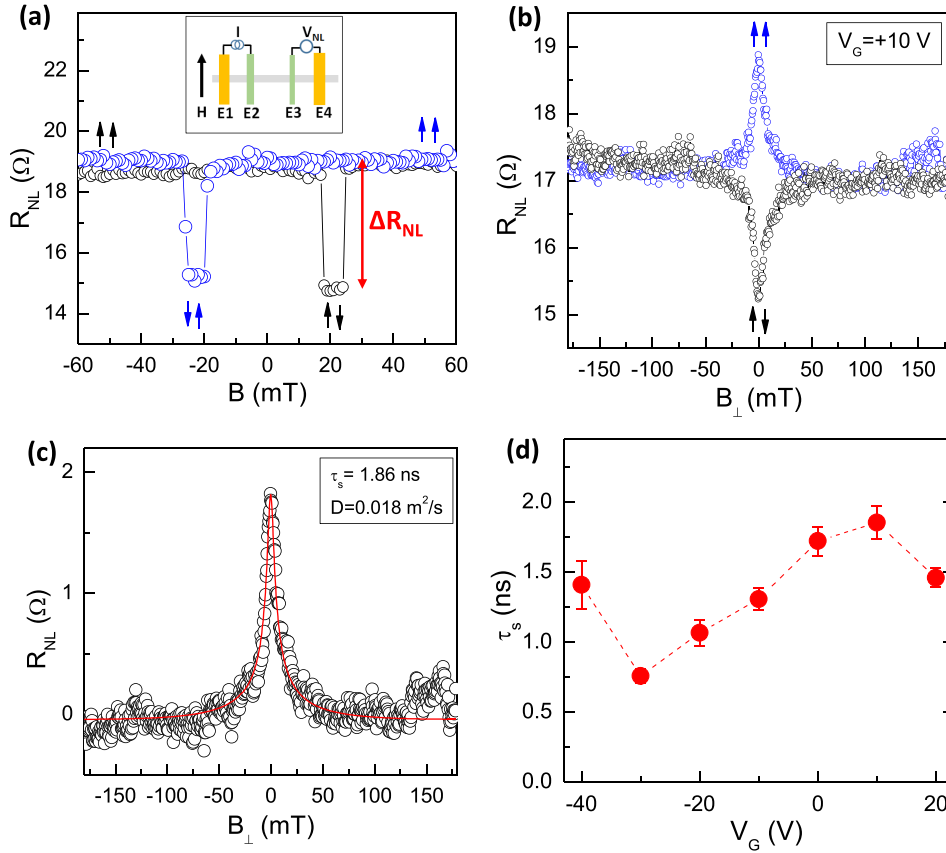 (a)
I V_NL
H E1 E2 E3 E4
22
20
18
16
14
R_NL (Ω)
ΔR_NL
-60 -40 -20 0 20 40 60
B (mT)
(b)
V_G=+10 V
19
18
17
16
15
R_NL (Ω)
-150 -100 -50 0 50 100 150
B_⊥ (mT)
(c)
τ_s= 1.86 ns
D=0.018 m²/s
2
1
0
R_NL (Ω)
-150 -100 -50 0 50 100 150
B_⊥ (mT)
(d)
2.0
1.5
1.0
0.5
0.0
τ_s (ns)
-40 -20 0 20
V_G (V)